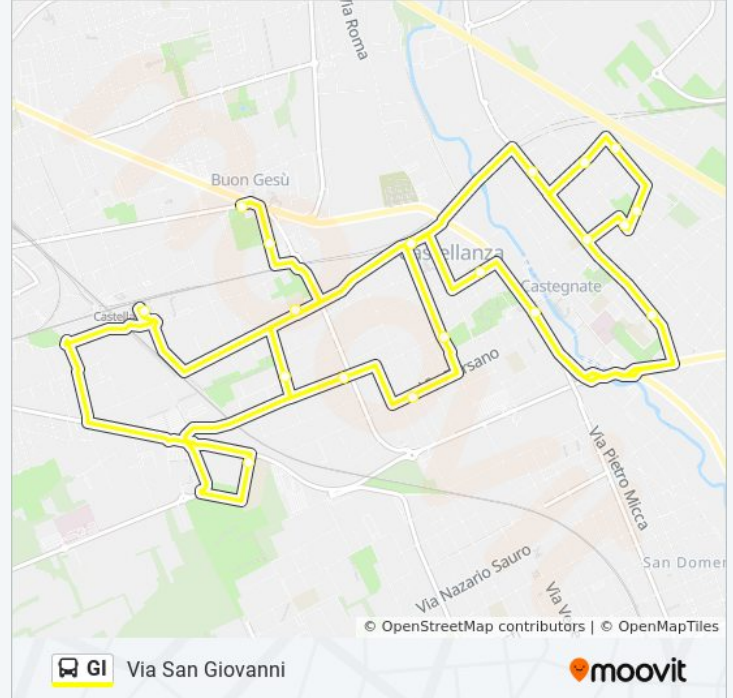 Via Roma
Buon Gesù
Castellanza
Castegnate
Castella
Via Pietro Micca
Via Nazario Sauro
San Domen
© OpenStreetMap contributors | © OpenMapTiles
GI Via San Giovanni
moovit